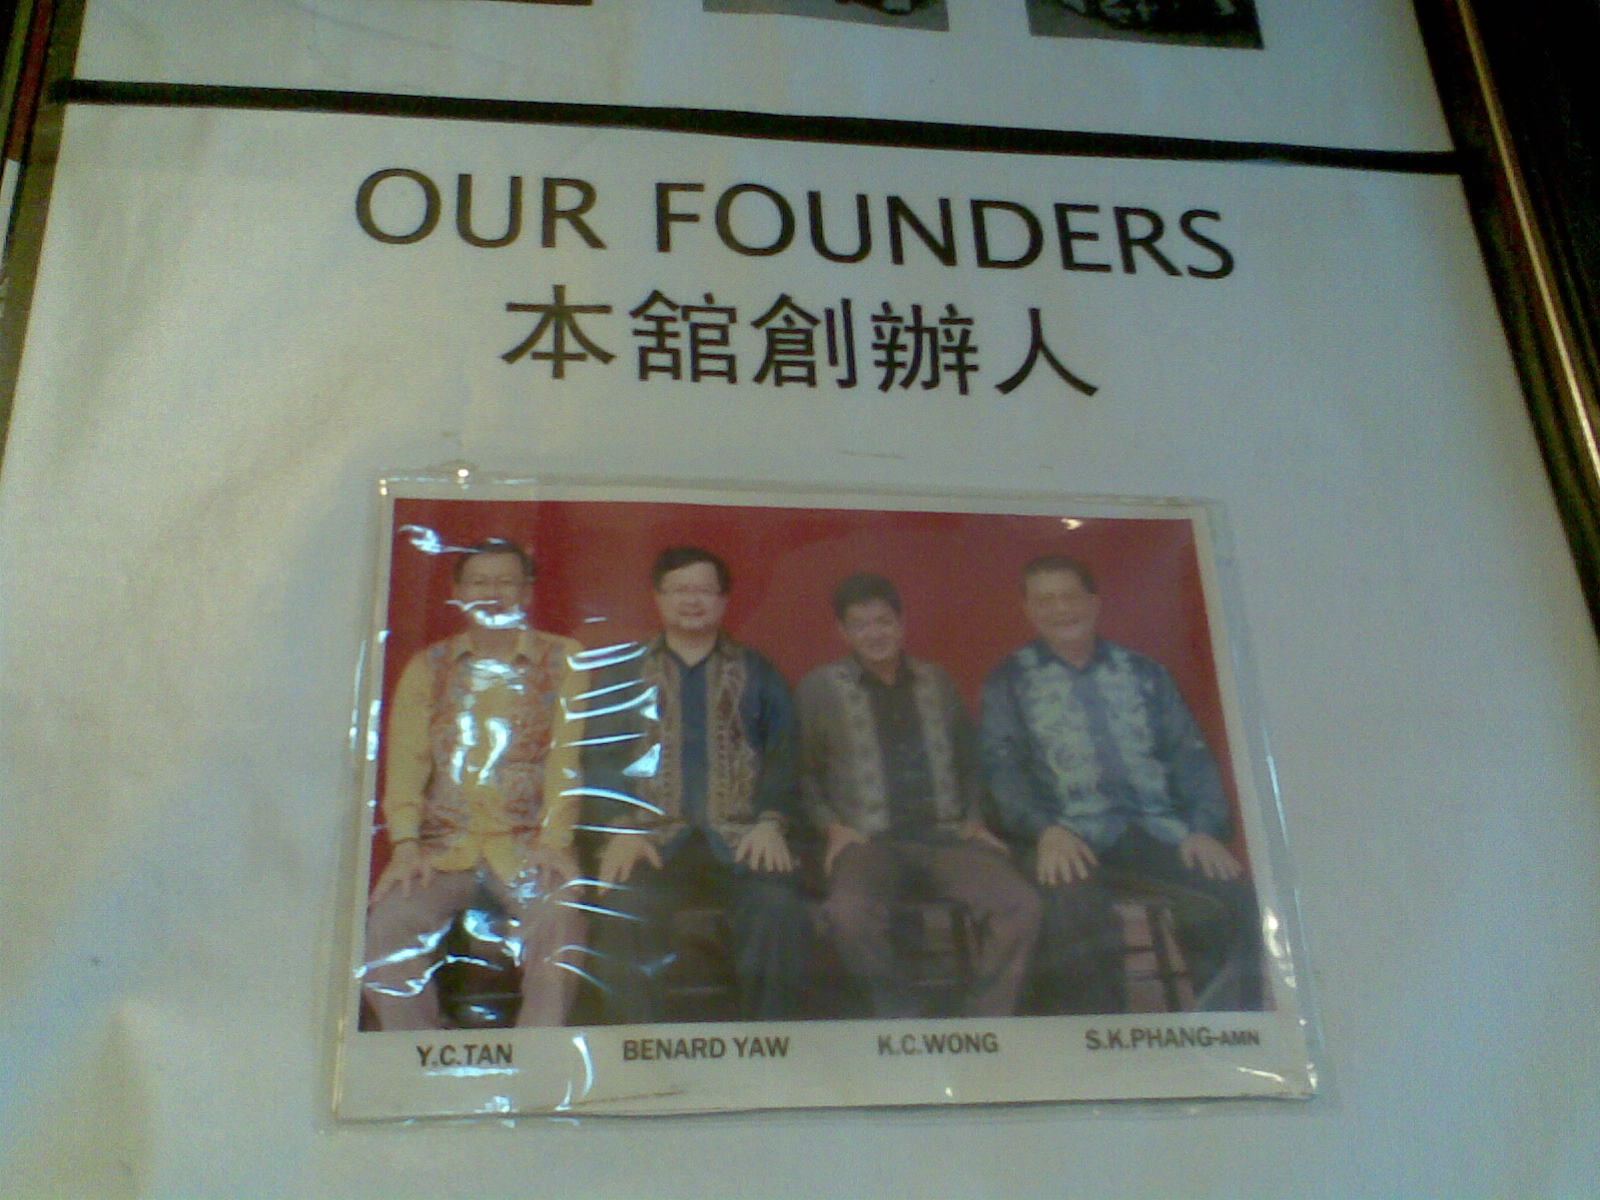 OUR FOUNDERS
本舘創辦人
Y.C.TAN BENARD YAW K.C.WONG S.K.PHANG-AMN